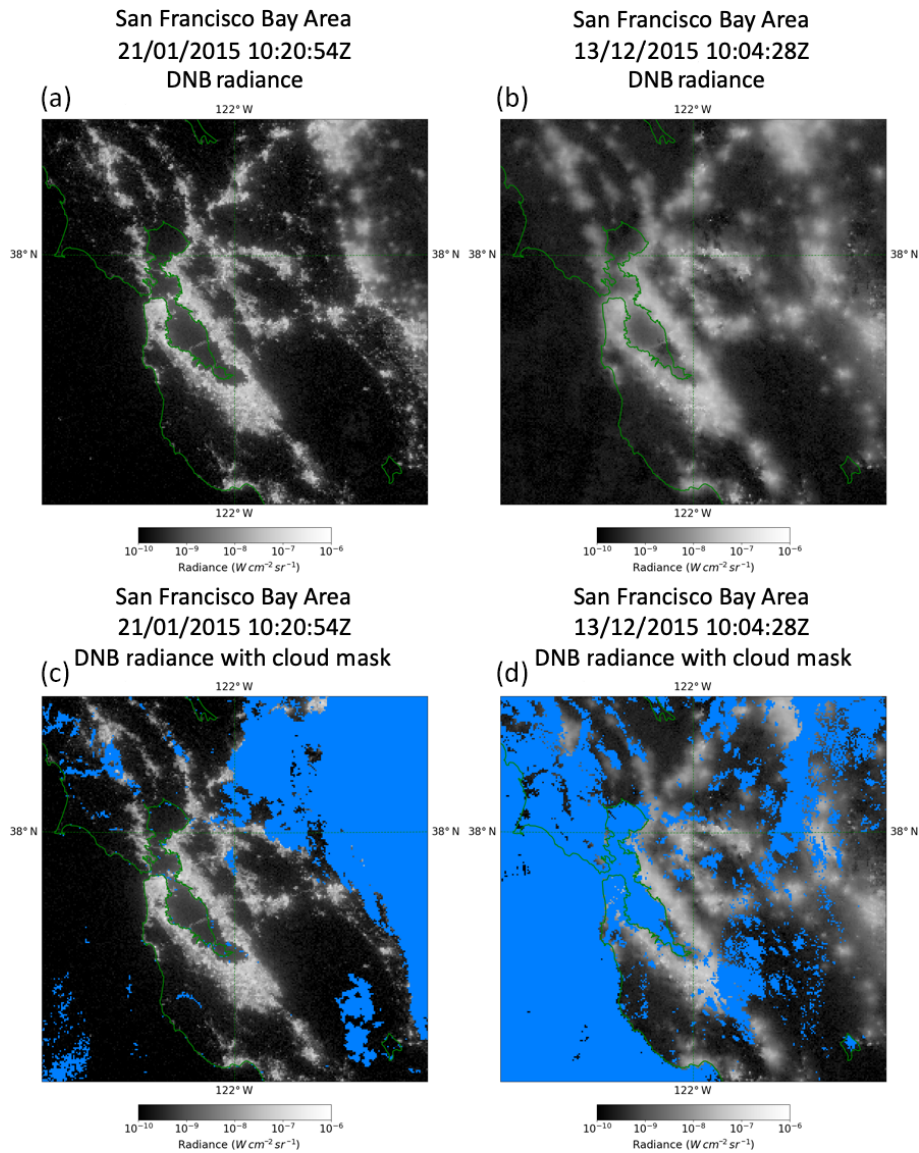 San Francisco Bay Area
21/01/2015 10:20:54Z
DNB radiance
(a)
122° W
38° N
122° W
10⁻¹⁰ 10⁻⁹ 10⁻⁸ 10⁻⁷ 10⁻⁶
Radiance (W cm⁻² sr⁻¹)
San Francisco Bay Area
13/12/2015 10:04:28Z
DNB radiance
(b)
122° W
38° N
122° W
10⁻¹⁰ 10⁻⁹ 10⁻⁸ 10⁻⁷ 10⁻⁶
Radiance (W cm⁻² sr⁻¹)
San Francisco Bay Area
21/01/2015 10:20:54Z
DNB radiance with cloud mask
(c)
122° W
38° N
122° W
10⁻¹⁰ 10⁻⁹ 10⁻⁸ 10⁻⁷ 10⁻⁶
Radiance (W cm⁻² sr⁻¹)
San Francisco Bay Area
13/12/2015 10:04:28Z
DNB radiance with cloud mask
(d)
122° W
38° N
122° W
10⁻¹⁰ 10⁻⁹ 10⁻⁸ 10⁻⁷ 10⁻⁶
Radiance (W cm⁻² sr⁻¹)